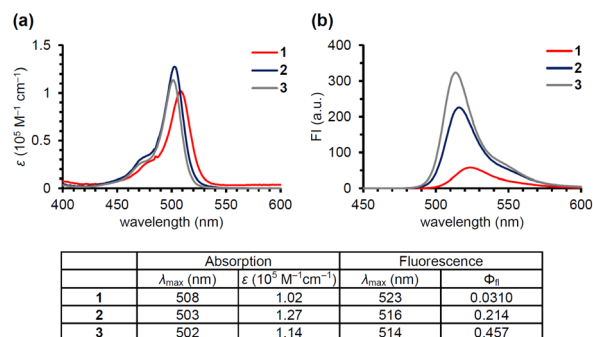 (a)
1.5
1
0.5
0
ε (10⁵ M⁻¹ cm⁻¹)
1
2
3
400 450 500 550 600
wavelength (nm)
(b)
400
300
200
100
0
FI (a.u.)
1
2
3
450 500 550 600
wavelength (nm)
Absorption Fluorescence
λmax (nm) ε (10⁵ M⁻¹cm⁻¹) λmax (nm) Φfl
1 508 1.02 523 0.0310
2 503 1.27 516 0.214
3 502 1.14 514 0.457